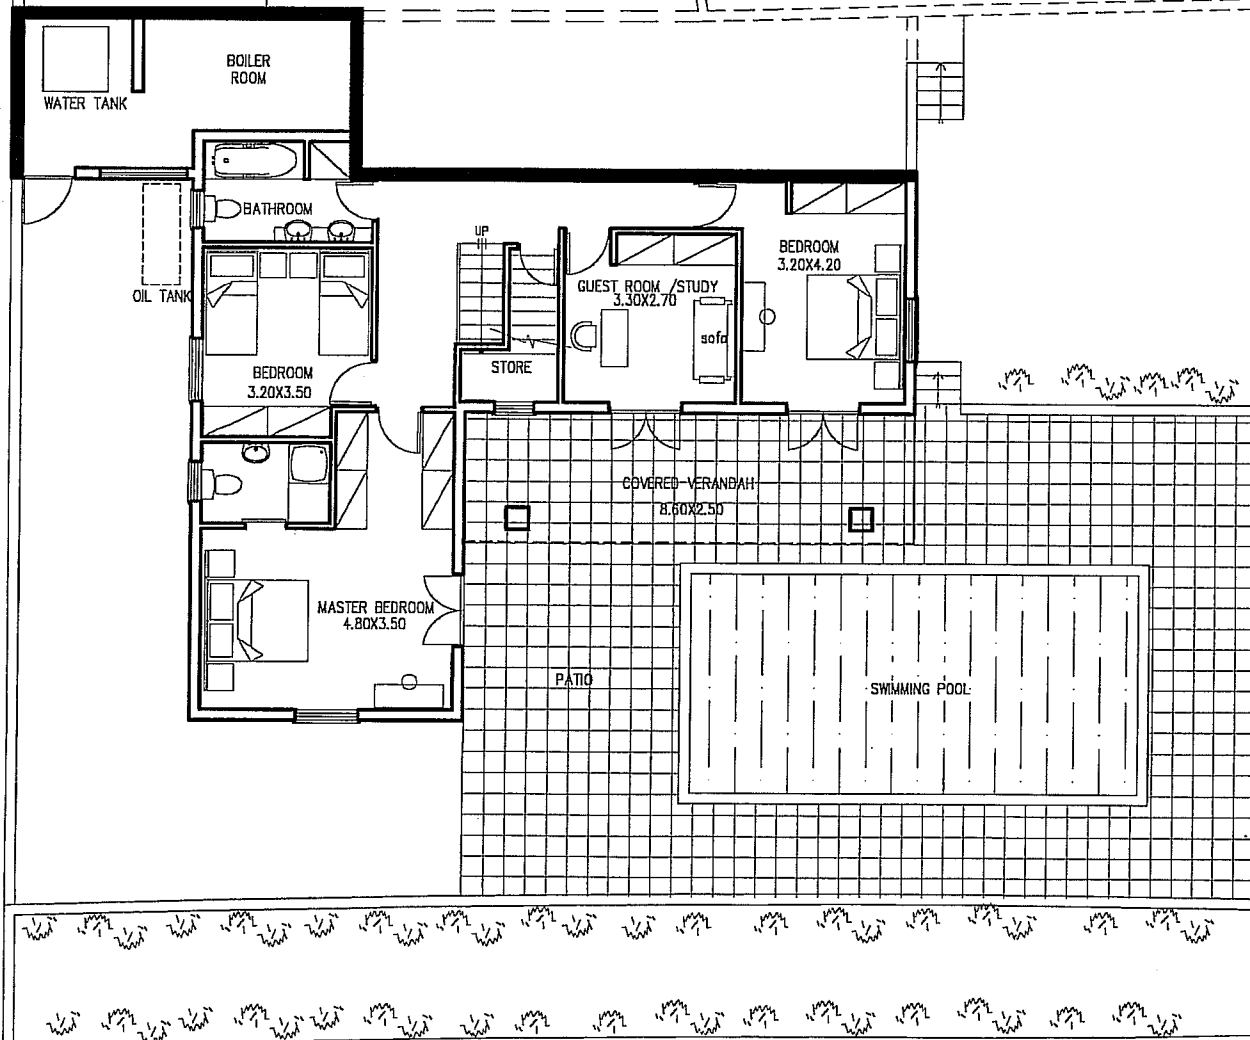 BOILER
ROOM
WATER TANK
BATHROOM
UP
BEDROOM
3.20X4.20
OIL TANK
GUEST ROOM /STUDY
3.30X2.70
sofa
STORE
BEDROOM
3.20X3.50
COVERED VERANDAH
8.60X2.50
MASTER BEDROOM
4.80X3.50
PATIO
SWIMMING POOL